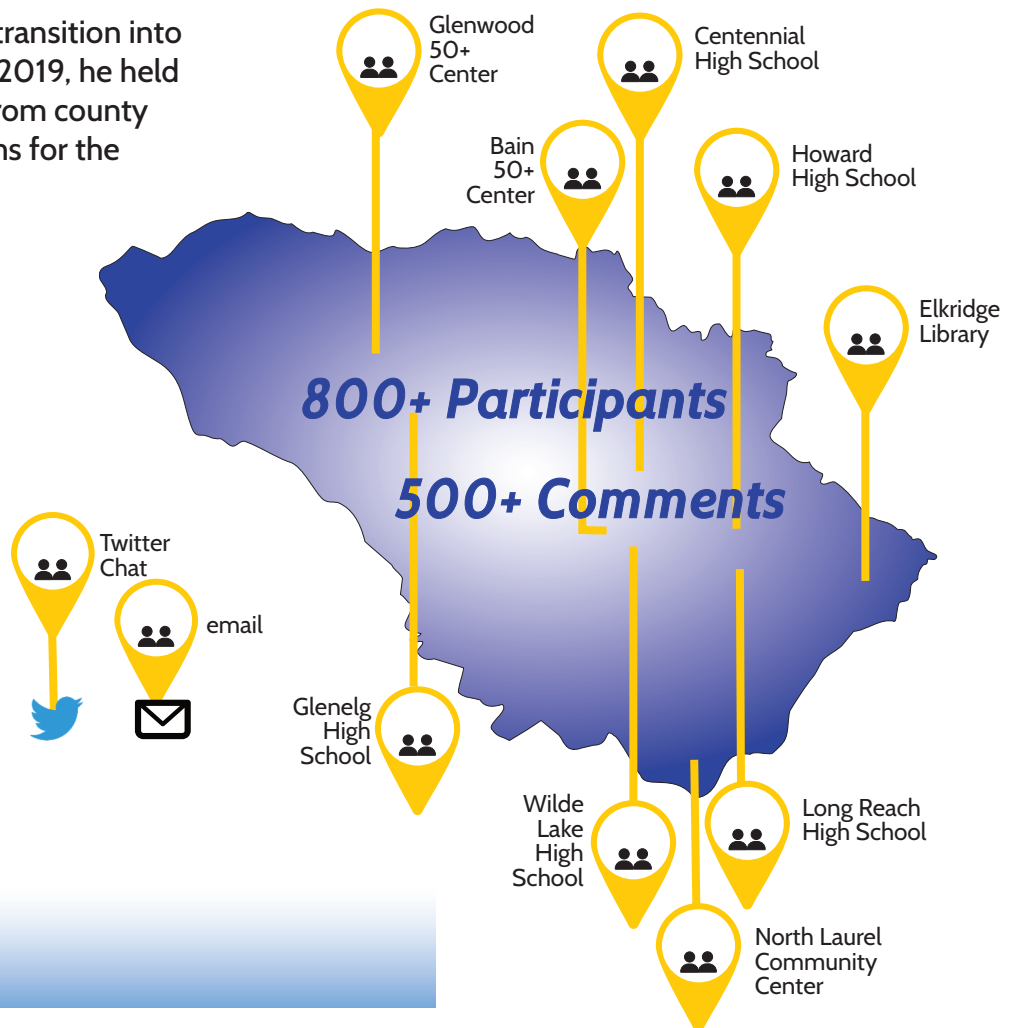 transition into
2019, he held
rom county
ns for the
Glenwood
50+
Center
Centennial
High School
Bain
50+
Center
Howard
High School
Elkridge
Library
800+ Participants
500+ Comments
Twitter
Chat
email
Glenelg
High
School
Wilde
Lake
High
School
Long Reach
High School
North Laurel
Community
Center